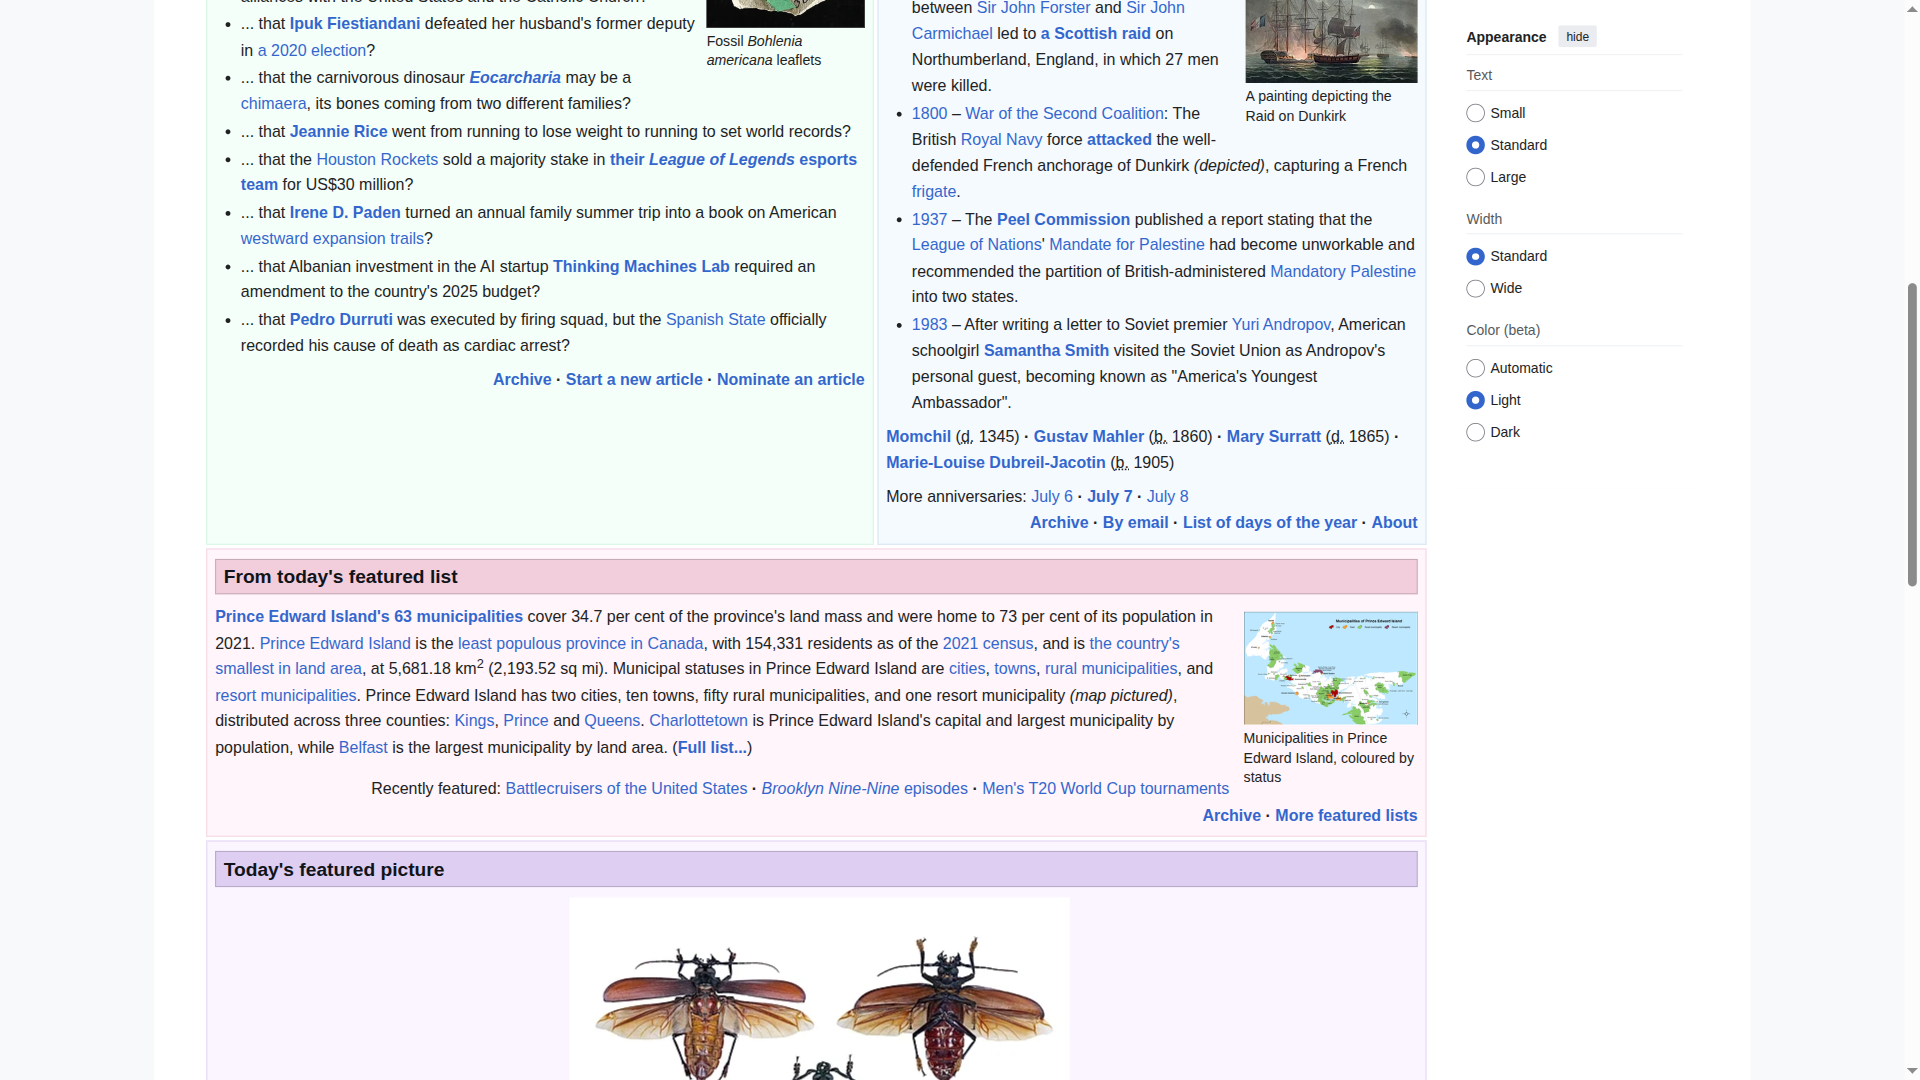 ... that Ipuk Fiestiandani defeated her husband's former deputy
in a 2020 election?
... that the carnivorous dinosaur Eocarcharia may be a
chimaera, its bones coming from two different families?
... that Jeannie Rice went from running to lose weight to running to set world records?
... that the Houston Rockets sold a majority stake in their League of Legends esports
team for US$30 million?
... that Irene D. Paden turned an annual family summer trip into a book on American
westward expansion trails?
... that Albanian investment in the AI startup Thinking Machines Lab required an
amendment to the country's 2025 budget?
... that Pedro Durruti was executed by firing squad, but the Spanish State officially
recorded his cause of death as cardiac arrest?
Archive · Start a new article · Nominate an article
Fossil Bohlenia
americana leaflets
between Sir John Forster and Sir John
Carmichael led to a Scottish raid on
Northumberland, England, in which 27 men
were killed.
1800 – War of the Second Coalition: The
British Royal Navy force attacked the well-
defended French anchorage of Dunkirk (depicted), capturing a French
frigate.
1937 – The Peel Commission published a report stating that the
League of Nations' Mandate for Palestine had become unworkable and
recommended the partition of British-administered Mandatory Palestine
into two states.
1983 – After writing a letter to Soviet premier Yuri Andropov, American
schoolgirl Samantha Smith visited the Soviet Union as Andropov's
personal guest, becoming known as "America's Youngest
Ambassador".
A painting depicting the
Raid on Dunkirk
Momchil (d. 1345) · Gustav Mahler (b. 1860) · Mary Surratt (d. 1865) ·
Marie-Louise Dubreil-Jacotin (b. 1905)
More anniversaries: July 6 · July 7 · July 8
Archive · By email · List of days of the year · About
From today's featured list
Prince Edward Island's 63 municipalities cover 34.7 per cent of the province's land mass and were home to 73 per cent of its population in
2021. Prince Edward Island is the least populous province in Canada, with 154,331 residents as of the 2021 census, and is the country's
smallest in land area, at 5,681.18 km2 (2,193.52 sq mi). Municipal statuses in Prince Edward Island are cities, towns, rural municipalities, and
resort municipalities. Prince Edward Island has two cities, ten towns, fifty rural municipalities, and one resort municipality (map pictured),
distributed across three counties: Kings, Prince and Queens. Charlottetown is Prince Edward Island's capital and largest municipality by
population, while Belfast is the largest municipality by land area. (Full list...)
Municipalities of Prince Edward Island
Municipalities in Prince
Edward Island, coloured by
status
Recently featured: Battlecruisers of the United States · Brooklyn Nine-Nine episodes · Men's T20 World Cup tournaments
Archive · More featured lists
Today's featured picture
Appearance
hide
Text
Small
Standard
Large
Width
Standard
Wide
Color (beta)
Automatic
Light
Dark